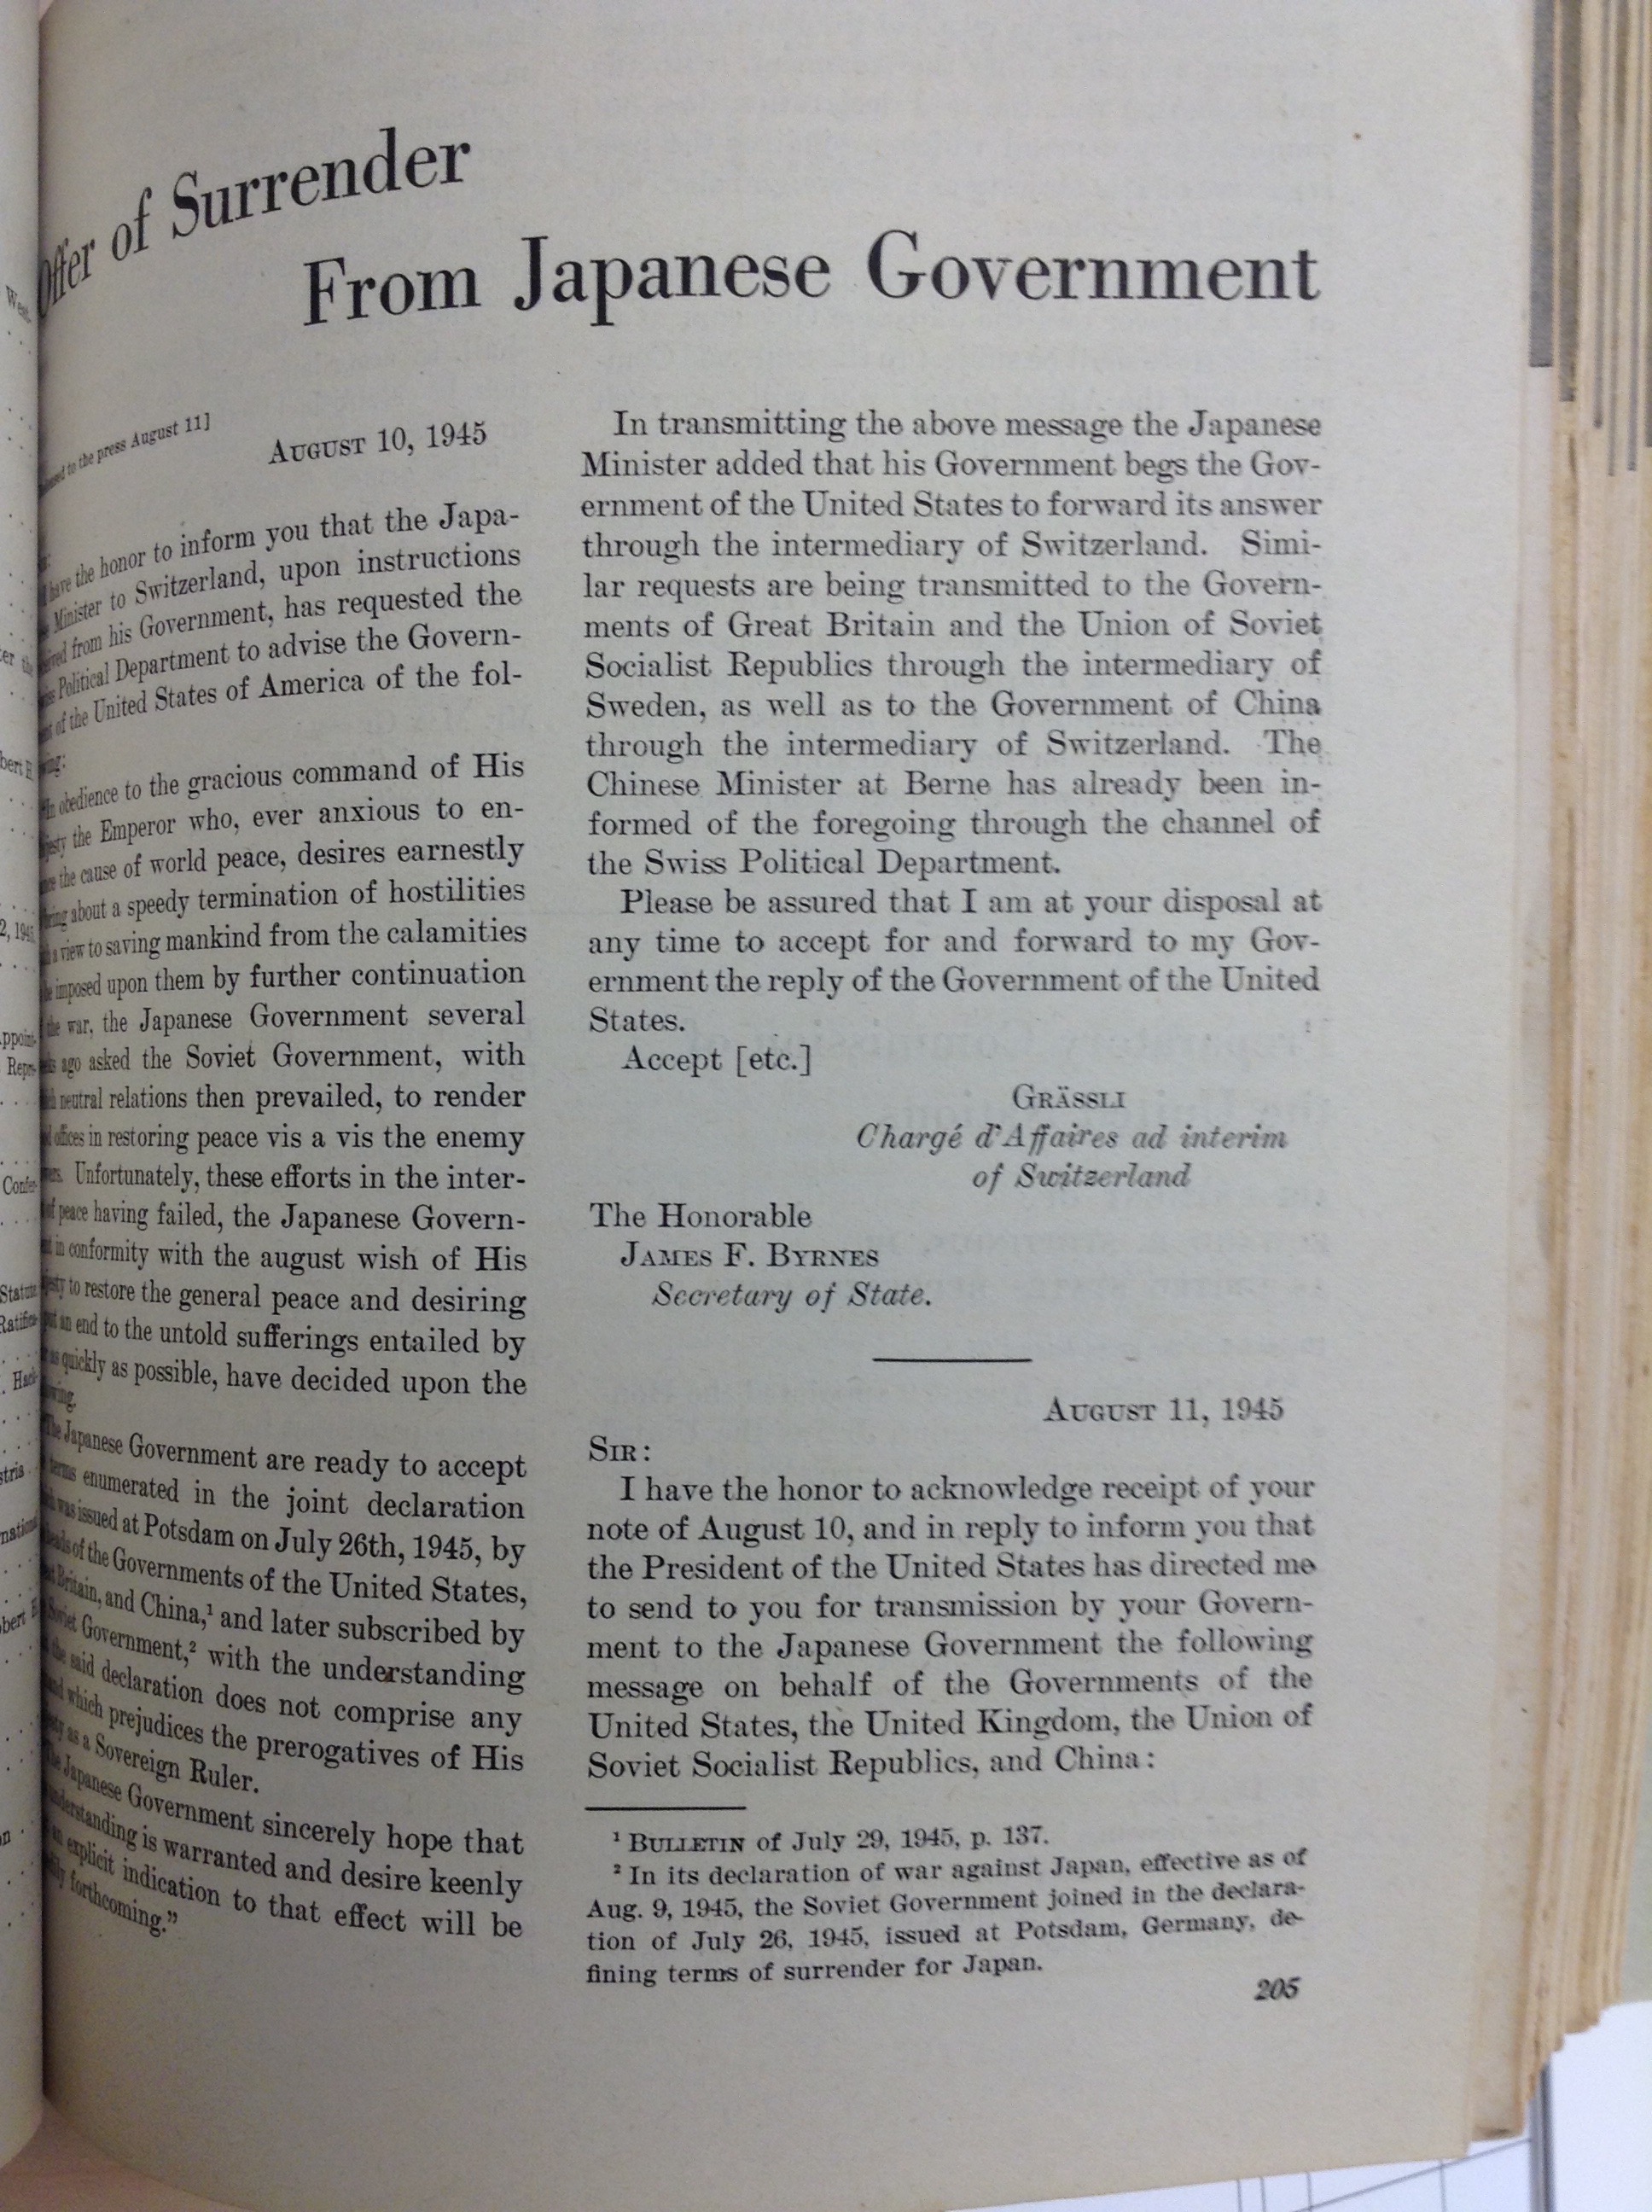 Offer of Surrender
From Japanese Government
to the press August 11]
AUGUST 10, 1945
have the honor to inform you that the Japa-
Minister to Switzerland, upon instructions
from his Government, has requested the
Political Department to advise the Govern-
of the United States of America of the fol-
In obedience to the gracious command of His
the Emperor who, ever anxious to en-
the cause of world peace, desires earnestly
about a speedy termination of hostilities
a view to saving mankind from the calamities
imposed upon them by further continuation
the war, the Japanese Government several
ago asked the Soviet Government, with
neutral relations then prevailed, to render
offices in restoring peace vis a vis the enemy
Unfortunately, these efforts in the inter-
of peace having failed, the Japanese Govern-
in conformity with the august wish of His
to restore the general peace and desiring
an end to the untold sufferings entailed by
as quickly as possible, have decided upon the
The Japanese Government are ready to accept
terms enumerated in the joint declaration
was issued at Potsdam on July 26th, 1945, by
of the Governments of the United States,
Britain, and China,¹ and later subscribed by
Soviet Government,² with the understanding
the said declaration does not comprise any
which prejudices the prerogatives of His
as a Sovereign Ruler.
Japanese Government sincerely hope that
understanding is warranted and desire keenly
explicit indication to that effect will be
forthcoming."
In transmitting the above message the Japanese
Minister added that his Government begs the Gov-
ernment of the United States to forward its answer
through the intermediary of Switzerland. Simi-
lar requests are being transmitted to the Govern-
ments of Great Britain and the Union of Soviet
Socialist Republics through the intermediary of
Sweden, as well as to the Government of China
through the intermediary of Switzerland. The
Chinese Minister at Berne has already been in-
formed of the foregoing through the channel of
the Swiss Political Department.
Please be assured that I am at your disposal at
any time to accept for and forward to my Gov-
ernment the reply of the Government of the United
States.
Accept [etc.]
GRÄSSLI
Chargé d'Affaires ad interim
of Switzerland
The Honorable
JAMES F. BYRNES
Secretary of State.
AUGUST 11, 1945
SIR:
I have the honor to acknowledge receipt of your
note of August 10, and in reply to inform you that
the President of the United States has directed me
to send to you for transmission by your Govern-
ment to the Japanese Government the following
message on behalf of the Governments of the
United States, the United Kingdom, the Union of
Soviet Socialist Republics, and China:
¹ BULLETIN of July 29, 1945, p. 137.
² In its declaration of war against Japan, effective as of
Aug. 9, 1945, the Soviet Government joined in the declara-
tion of July 26, 1945, issued at Potsdam, Germany, de-
fining terms of surrender for Japan.
205